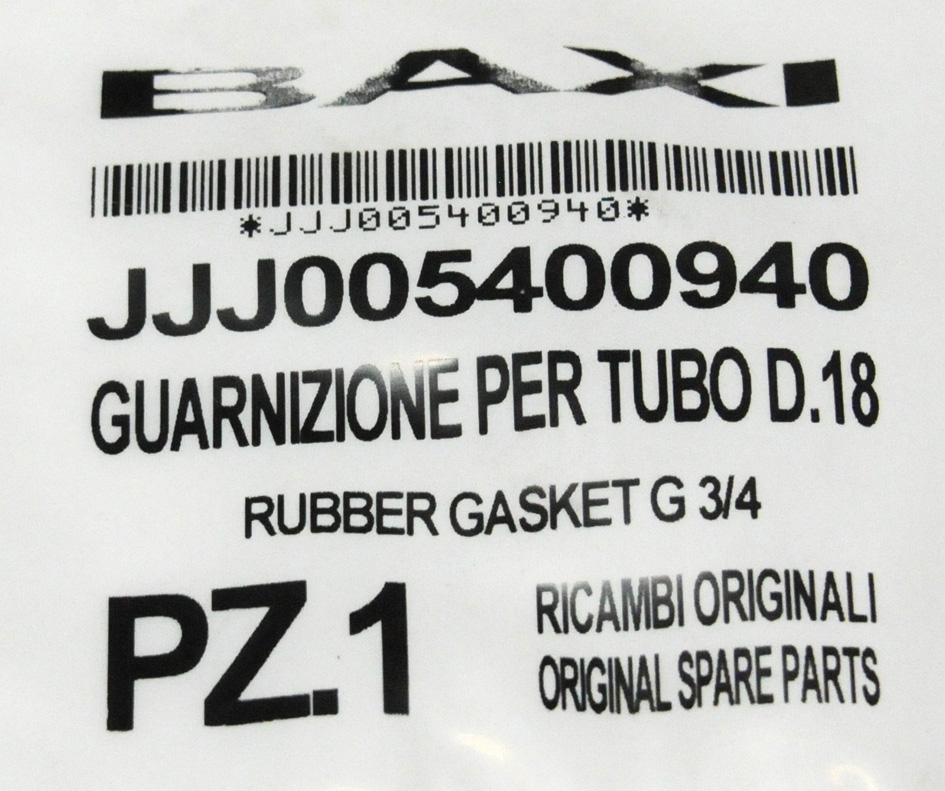 BAXI
*JJJ005400940*
JJJ005400940
GUARNIZIONE PER TUBO D.18
RUBBER GASKET G 3/4
PZ.1
RICAMBI ORIGINALI
ORIGINAL SPARE PARTS